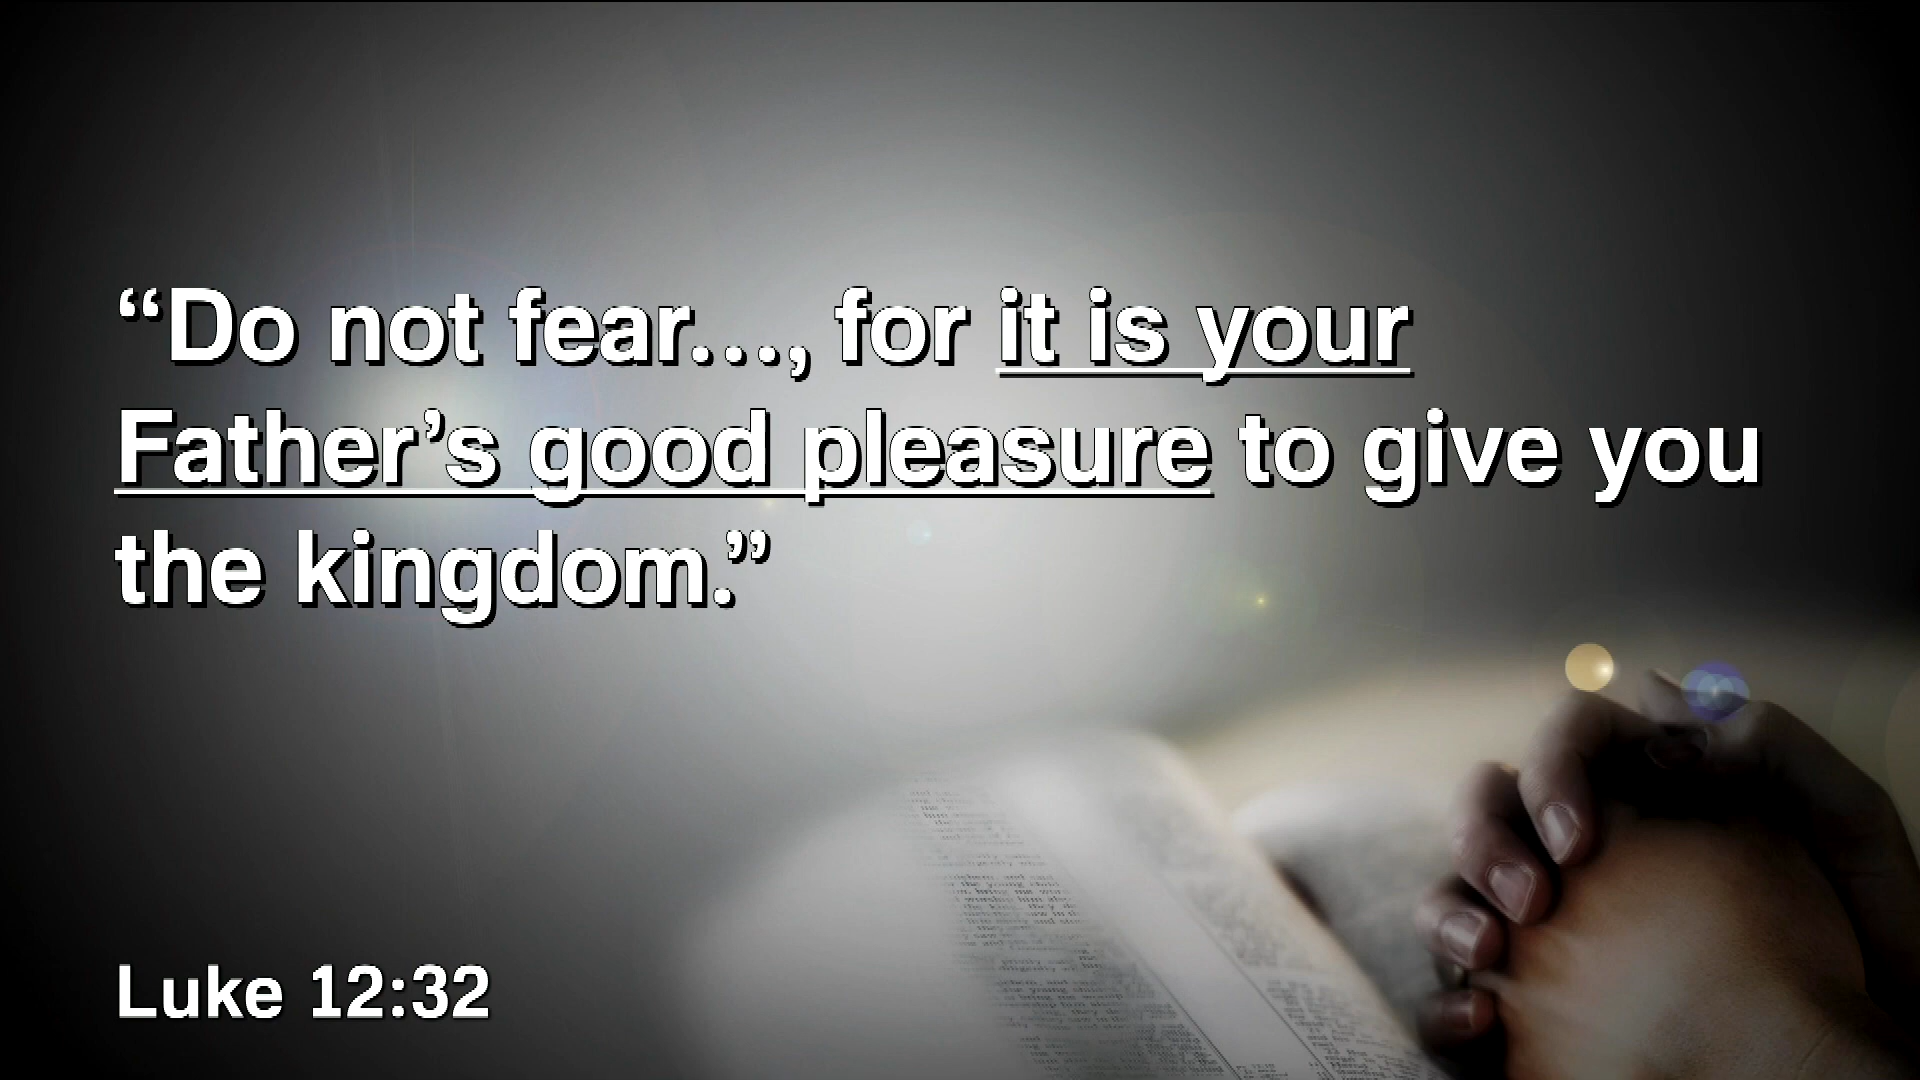 “Do not fear…, for it is your
Father’s good pleasure to give you
the kingdom.”
Luke 12:32